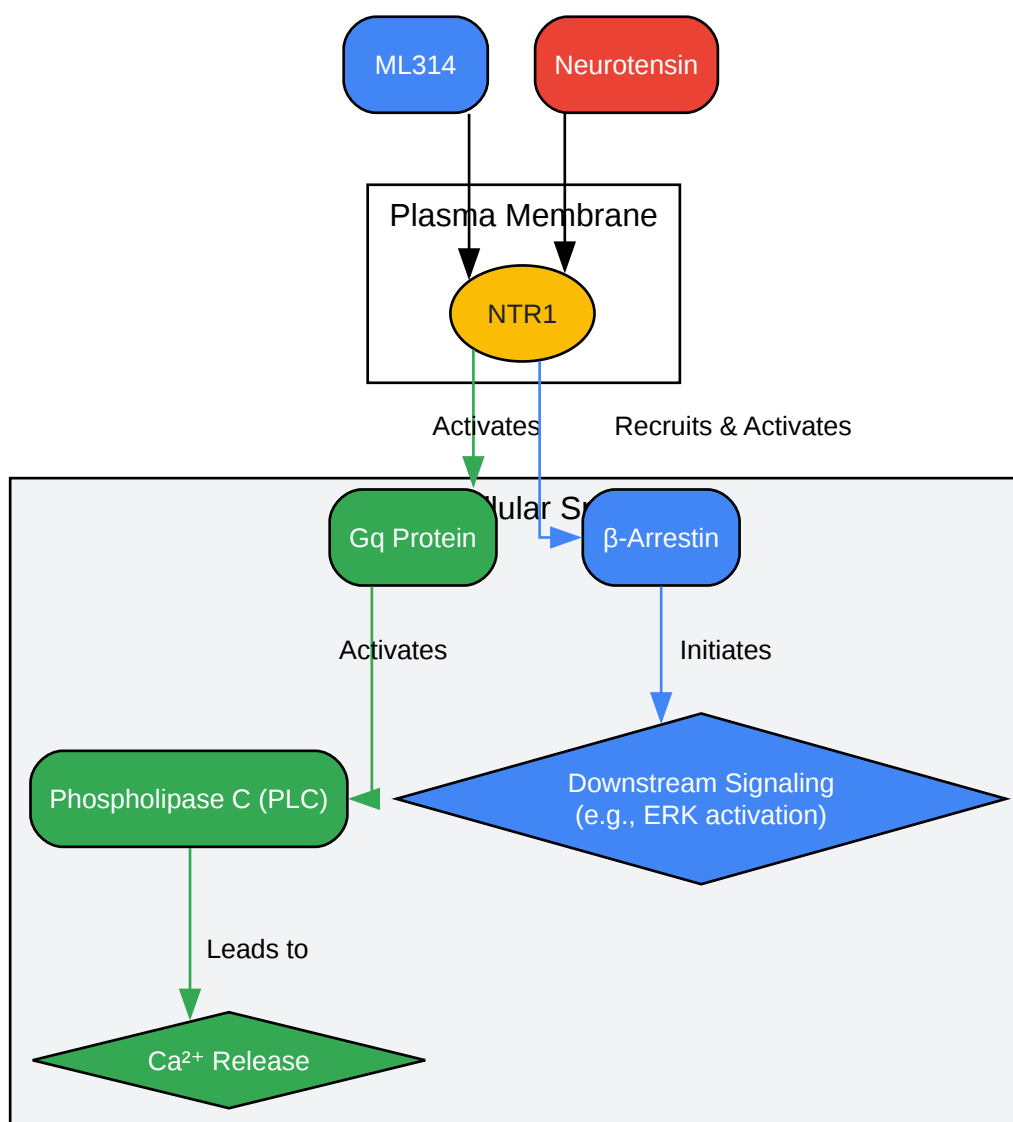 ML314
Neurotensin
Plasma Membrane
NTR1
Activates
Recruits & Activates
Gq Protein
β-Arrestin
Activates
Initiates
Phospholipase C (PLC)
Downstream Signaling
(e.g., ERK activation)
Leads to
Ca²⁺ Release